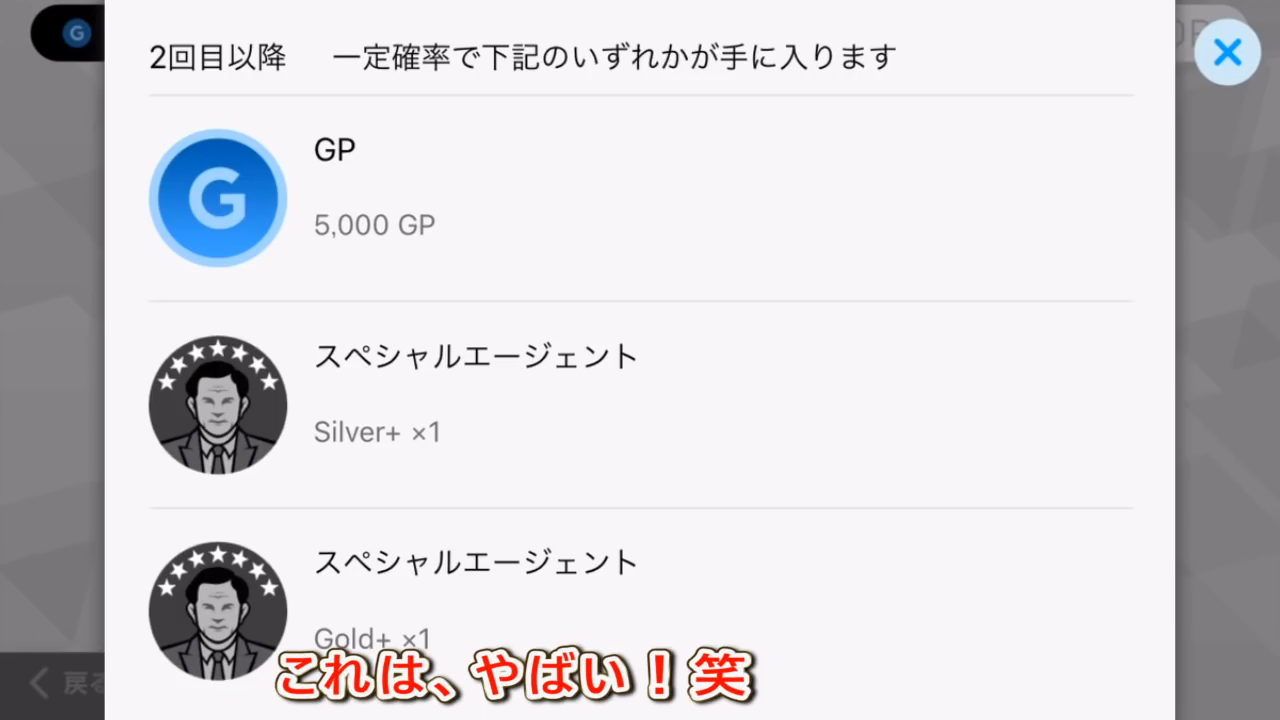 2回目以降 一定確率で下記のいずれかが手に入ります
G
GP
5,000 GP
スペシャルエージェント
Silver+ ×1
スペシャルエージェント
Gold+ ×1
これは、やばい！笑
戻る